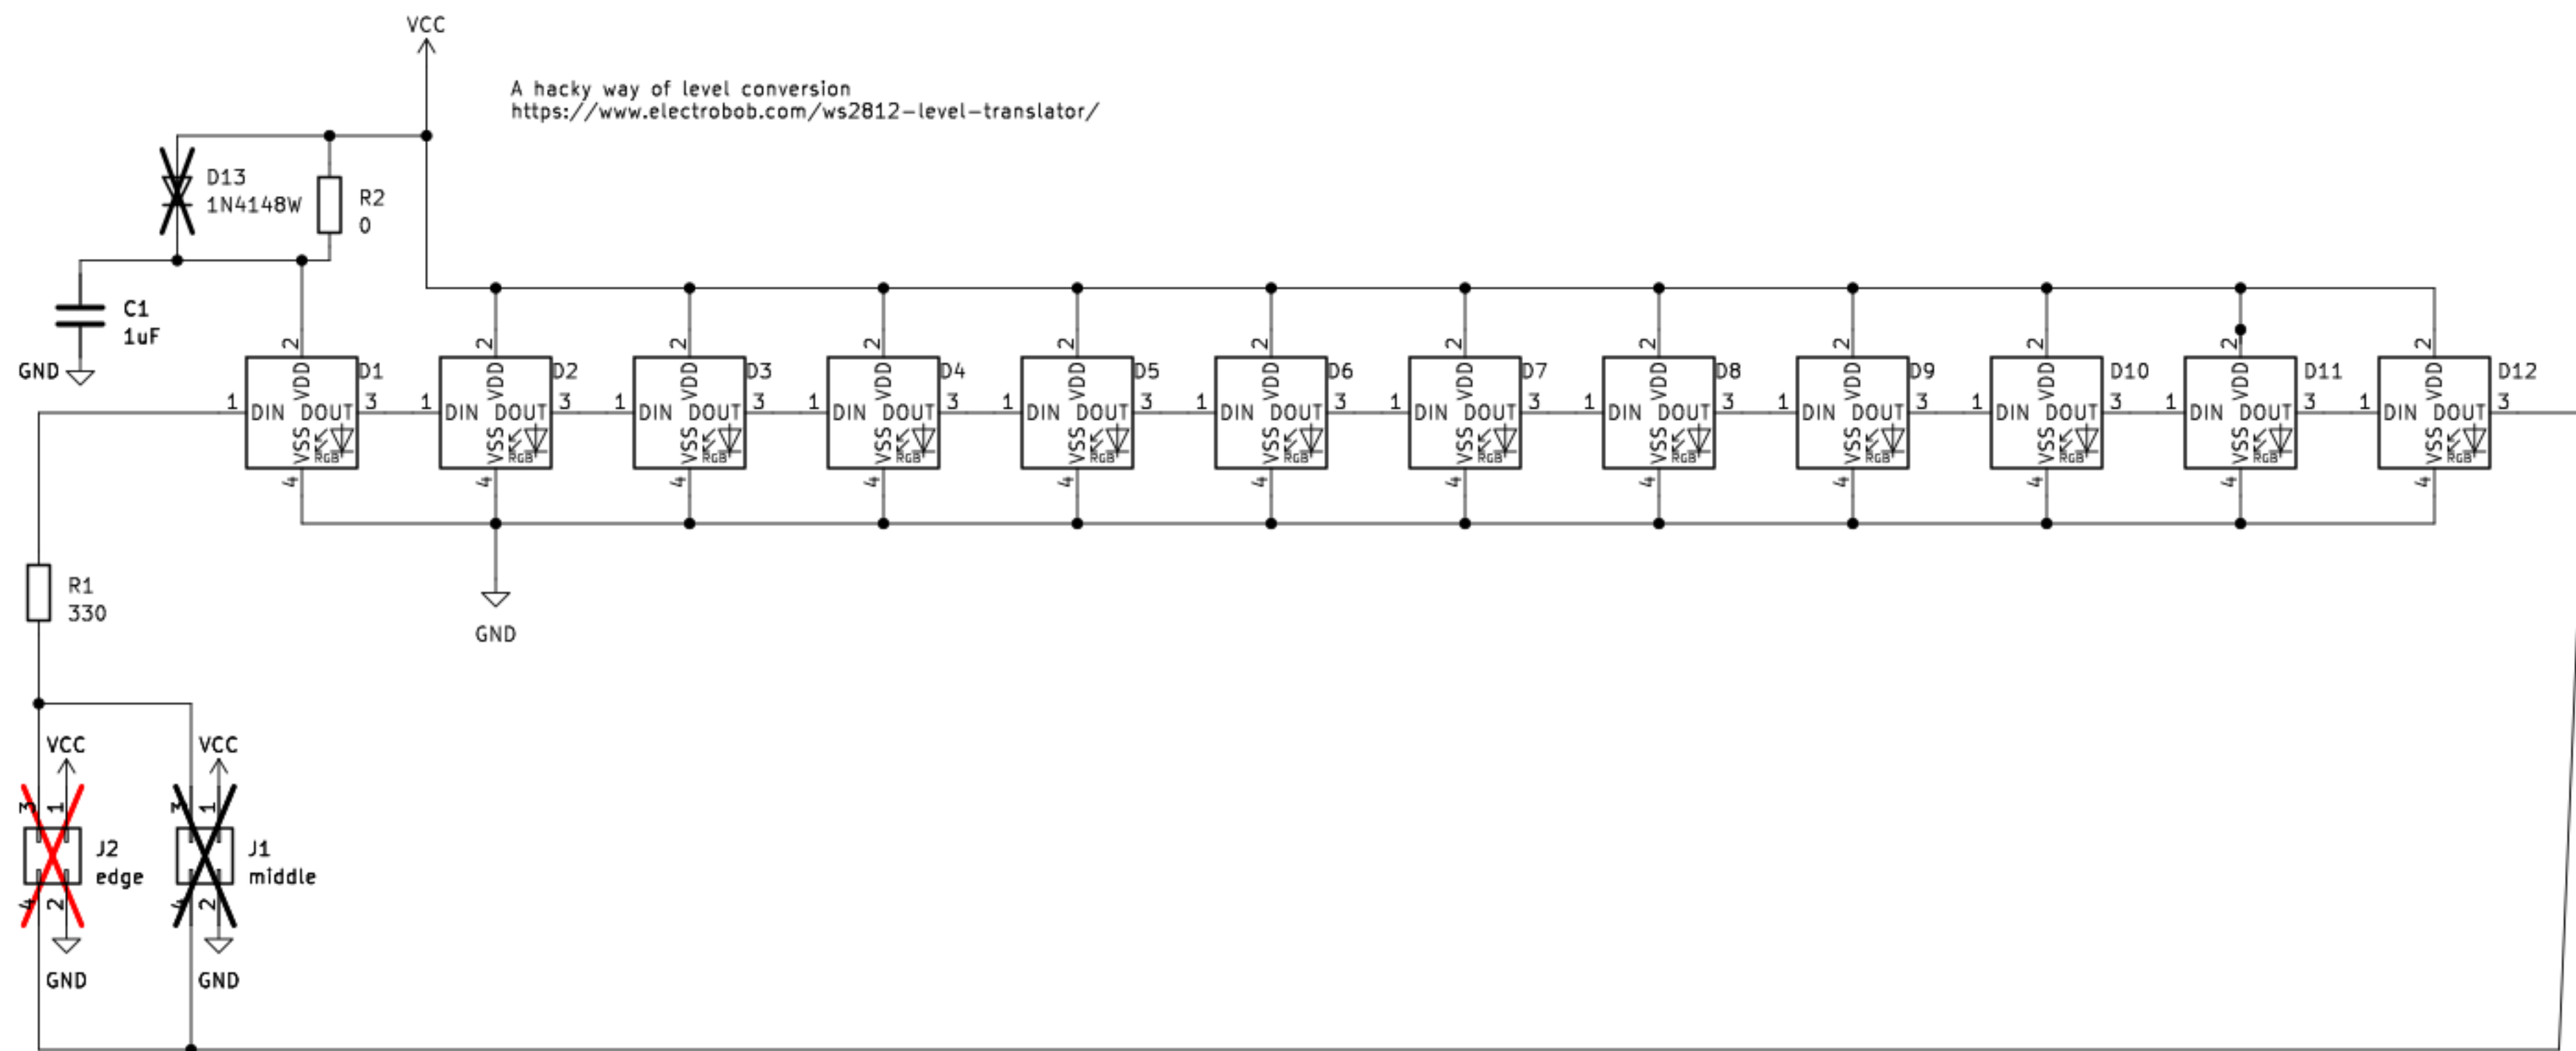 VCC
A hacky way of level conversion
https://www.electrobob.com/ws2812-level-translator/
D13
1N4148W
R2
0
C1
1uF
GND
2 2 2 2 2 2 2 2 2 2 2 2
D1 D2 D3 D4 D5 D6 D7 D8 D9 D10 D11 D12
VDD VDD VDD VDD VDD VDD VDD VDD VDD VDD VDD VDD
1 DIN DOUT 3 1 DIN DOUT 3 1 DIN DOUT 3 1 DIN DOUT 3 1 DIN DOUT 3 1 DIN DOUT 3 1 DIN DOUT 3 1 DIN DOUT 3 1 DIN DOUT 3 1 DIN DOUT 3 1 DIN DOUT 3 1 DIN DOUT 3
VSS VSS VSS VSS VSS VSS VSS VSS VSS VSS VSS VSS
RGB RGB RGB RGB RGB RGB RGB RGB RGB RGB RGB RGB
4 4 4 4 4 4 4 4 4 4 4 4
R1
330
GND
VCC VCC
3 1 3 1
J2 J1
edge middle
4 2 4 2
GND GND